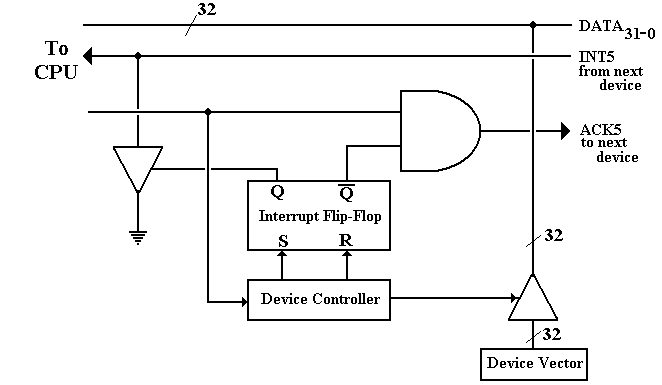 32
DATA31-0
To
CPU
INT5
from next
device
ACK5
to next
device
Q
Q̅
Interrupt Flip-Flop
S
R
32
Device Controller
32
Device Vector